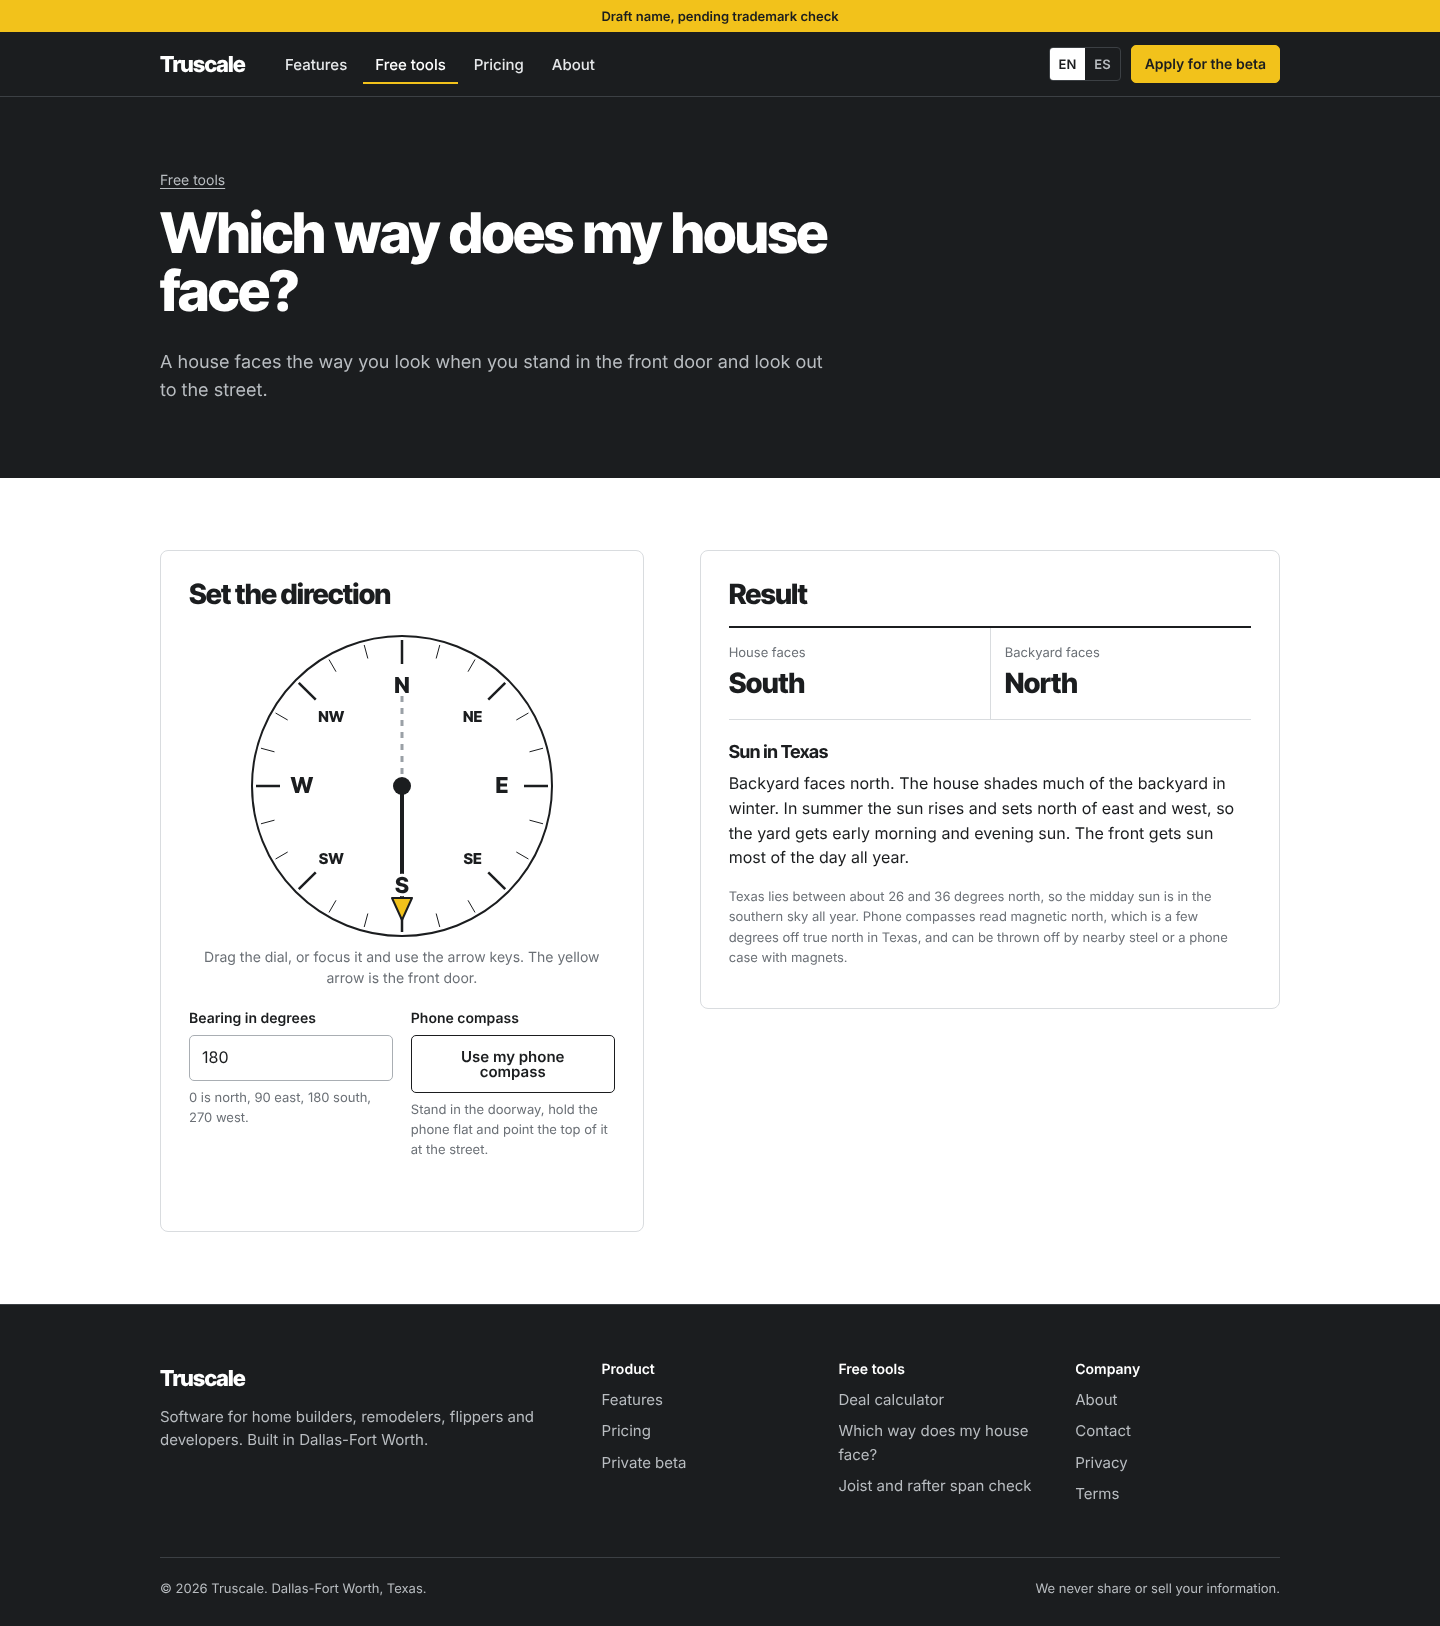 Draft name, pending trademark check
Truscale
Features
Free tools
Pricing
About
EN
ES
Apply for the beta
Free tools
Which way does my house
face?
A house faces the way you look when you stand in the front door and look out
to the street.
Set the direction
N
NW
NE
W
E
SW
SE
S
Drag the dial, or focus it and use the arrow keys. The yellow
arrow is the front door.
Bearing in degrees
180
0 is north, 90 east, 180 south,
270 west.
Phone compass
Use my phone
compass
Stand in the doorway, hold the
phone flat and point the top of it
at the street.
Result
House faces
South
Backyard faces
North
Sun in Texas
Backyard faces north. The house shades much of the backyard in
winter. In summer the sun rises and sets north of east and west, so
the yard gets early morning and evening sun. The front gets sun
most of the day all year.
Texas lies between about 26 and 36 degrees north, so the midday sun is in the
southern sky all year. Phone compasses read magnetic north, which is a few
degrees off true north in Texas, and can be thrown off by nearby steel or a phone
case with magnets.
Truscale
Software for home builders, remodelers, flippers and
developers. Built in Dallas-Fort Worth.
Product
Features
Pricing
Private beta
Free tools
Deal calculator
Which way does my house
face?
Joist and rafter span check
Company
About
Contact
Privacy
Terms
© 2026 Truscale. Dallas-Fort Worth, Texas.
We never share or sell your information.